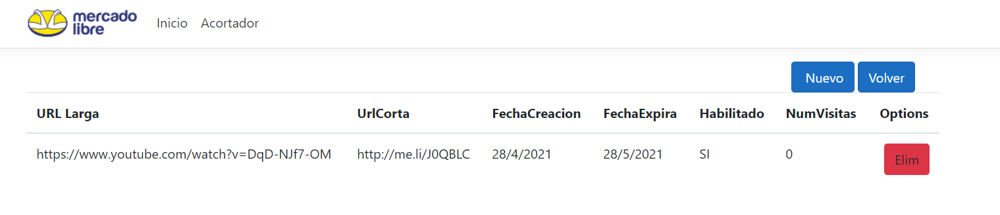 mercado
libre
Inicio Acortador
Nuevo Volver
URL Larga UrlCorta FechaCreacion FechaExpira Habilitado NumVisitas Options
https://www.youtube.com/watch?v=DqD-NJf7-OM http://me.li/J0QBLC 28/4/2021 28/5/2021 SI 0 Elim